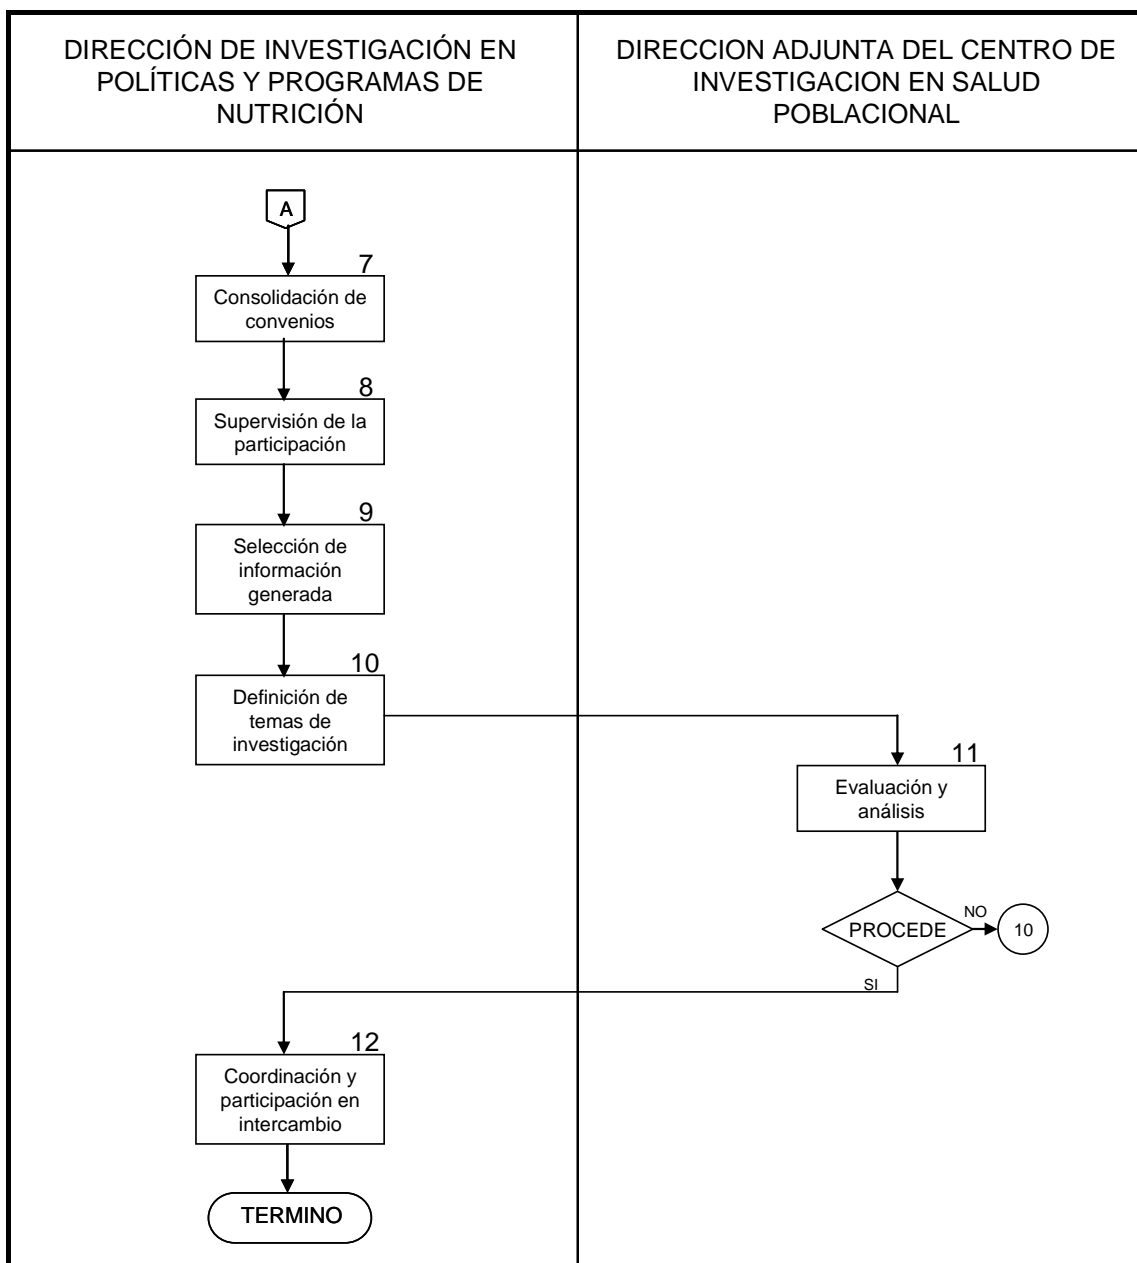 DIRECCIÓN DE INVESTIGACIÓN EN
POLÍTICAS Y PROGRAMAS DE
NUTRICIÓN
DIRECCION ADJUNTA DEL CENTRO DE
INVESTIGACION EN SALUD
POBLACIONAL
A
7
Consolidación de
convenios
8
Supervisión de la
participación
9
Selección de
información
generada
10
Definición de
temas de
investigación
11
Evaluación y
análisis
PROCEDE
NO
10
SI
12
Coordinación y
participación en
intercambio
TERMINO